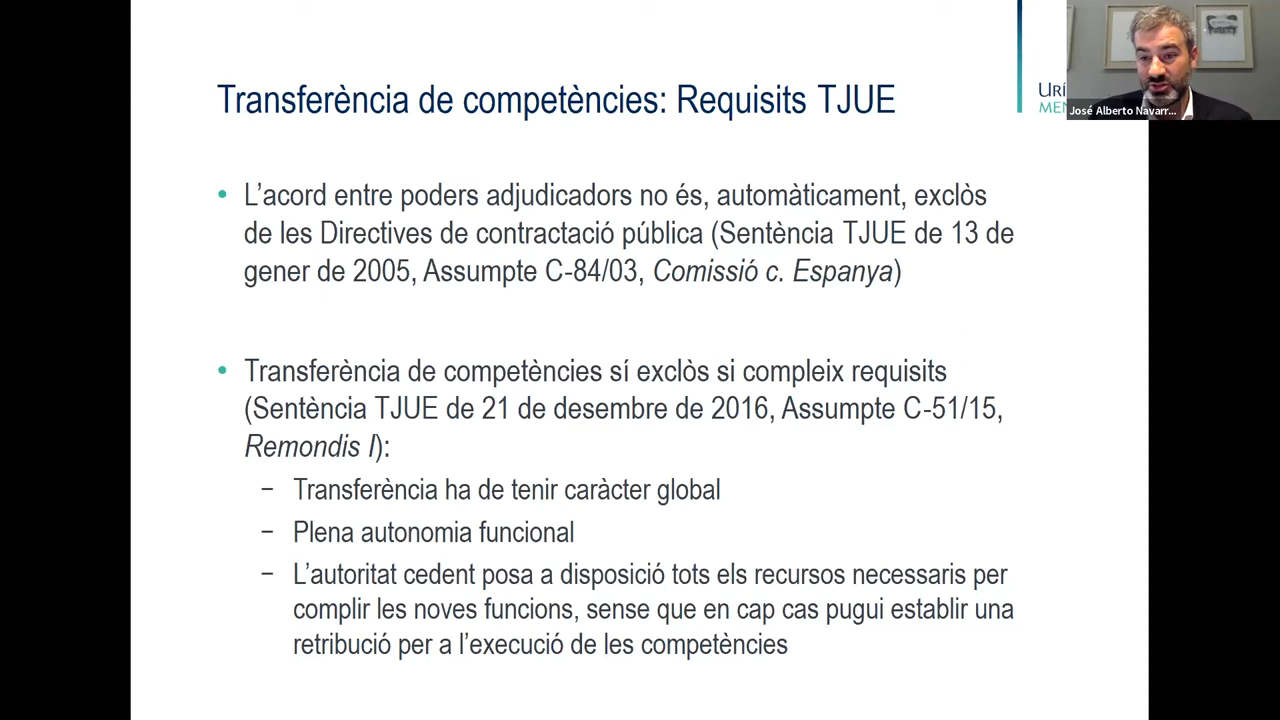 Transferència de competències: Requisits TJUE
URÍ
MEN
José Alberto Navarr...
• L'acord entre poders adjudicadors no és, automàticament, exclòs
de les Directives de contractació pública (Sentència TJUE de 13 de
gener de 2005, Assumpte C-84/03, Comissió c. Espanya)
• Transferència de competències sí exclòs si compleix requisits
(Sentència TJUE de 21 de desembre de 2016, Assumpte C-51/15,
Remondis I):
− Transferència ha de tenir caràcter global
− Plena autonomia funcional
− L'autoritat cedent posa a disposició tots els recursos necessaris per
complir les noves funcions, sense que en cap cas pugui establir una
retribució per a l'execució de les competències